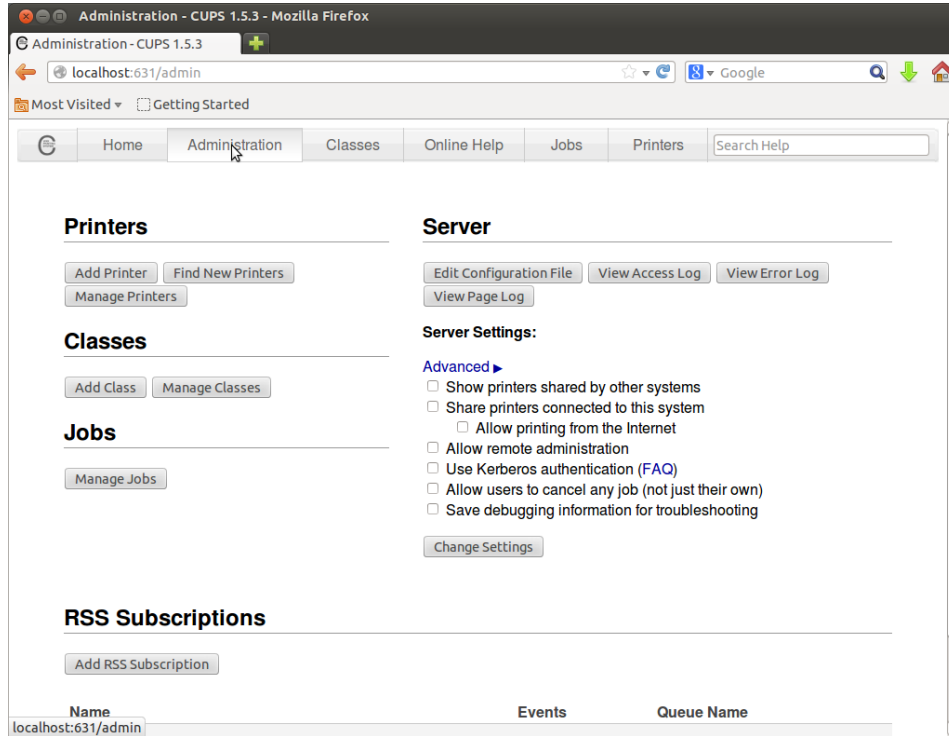 Administration - CUPS 1.5.3 - Mozilla Firefox
Administration - CUPS 1.5.3
localhost:631/admin
Google
Most Visited
Getting Started
Home Administration Classes Online Help Jobs Printers Search Help
Printers
Add Printer Find New Printers
Manage Printers
Classes
Add Class Manage Classes
Jobs
Manage Jobs
Server
Edit Configuration File View Access Log View Error Log
View Page Log
Server Settings:
Advanced ▶
Show printers shared by other systems
Share printers connected to this system
Allow printing from the Internet
Allow remote administration
Use Kerberos authentication (FAQ)
Allow users to cancel any job (not just their own)
Save debugging information for troubleshooting
Change Settings
RSS Subscriptions
Add RSS Subscription
Name Events Queue Name
localhost:631/admin